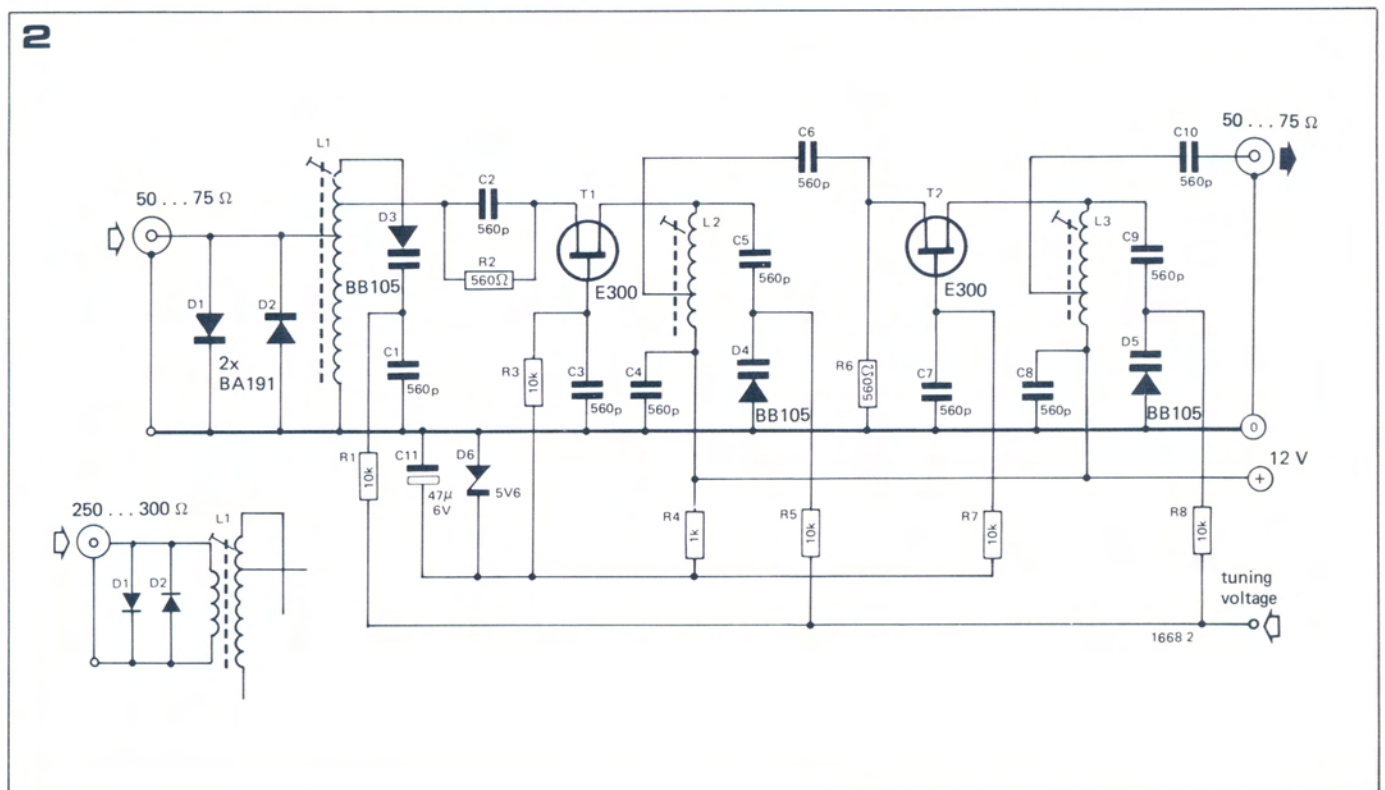 2
50 . . . 75 Ω
L1
D3
BB105
C2
560p
R2
560Ω
T1
E300
D1
D2
2x
BA191
C1
560p
R3
10k
C3
560p
C4
560p
L2
C5
560p
D4
BB105
C6
560p
R6
560Ω
T2
E300
C7
560p
C8
560p
L3
C9
560p
D5
BB105
C10
560p
50 . . . 75 Ω
0
12 V
+
R1
10k
C11
47µ
6V
D6
5V6
R4
1k
R5
10k
R7
10k
R8
10k
tuning
voltage
1668 2
250 . . . 300 Ω
L1
D1
D2